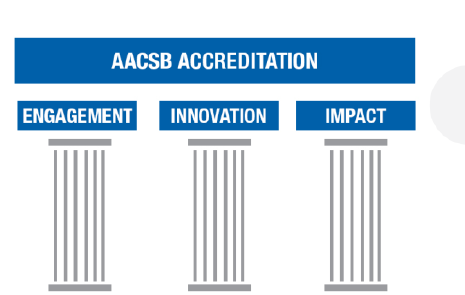 AACSB ACCREDITATION
ENGAGEMENT
INNOVATION
IMPACT